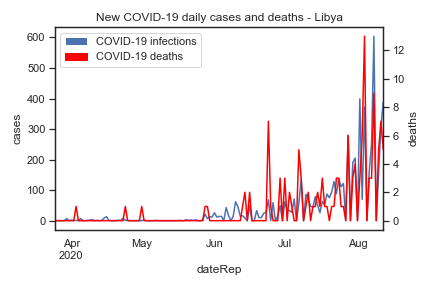 New COVID-19 daily cases and deaths - Libya
COVID-19 infections
COVID-19 deaths
600
500
400
300
200
100
0
cases
12
10
8
6
4
2
0
deaths
Apr
2020
May
Jun
Jul
Aug
dateRep